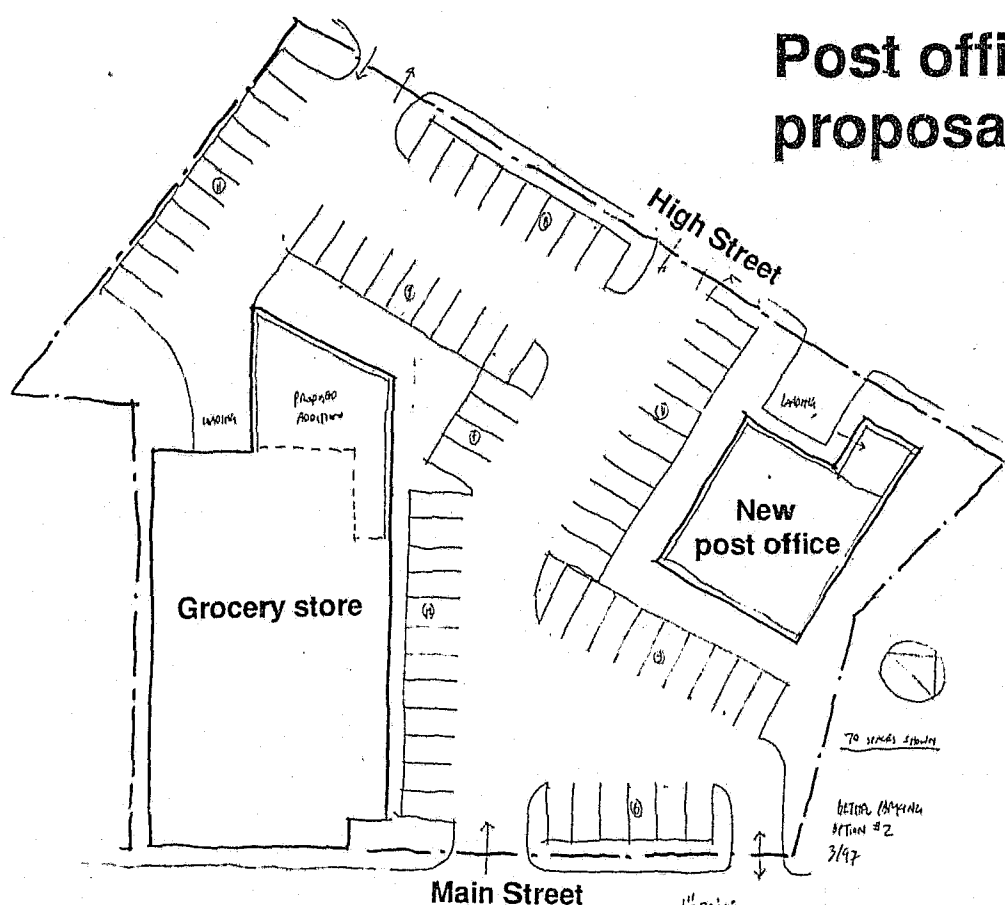 Post offi
proposa
High Street
LOADING
PROPOSED
ADDITION
LOADING
New
post office
Grocery store
70 SPACES SHOWN
PARKING
OPTION #2
3/97
Main Street